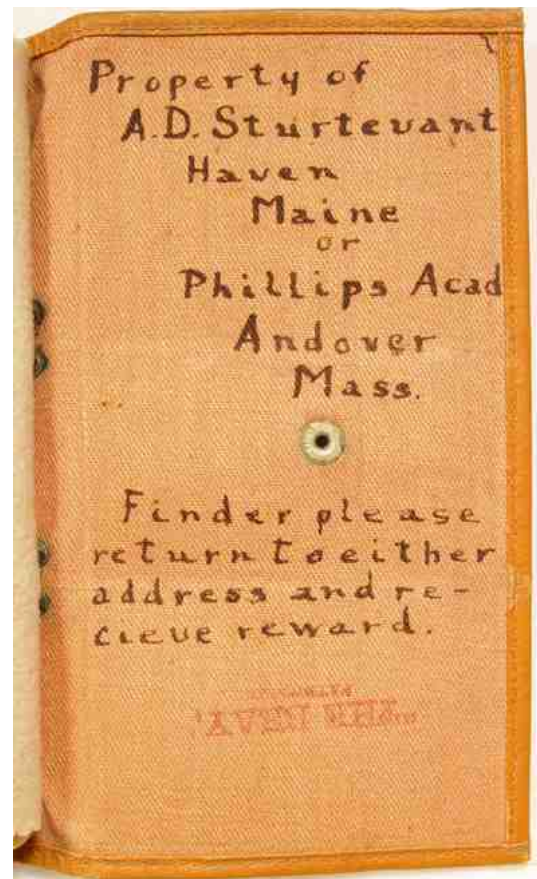 Property of
A.D. Sturtevant
Haven
Maine
or
Phillips Acad
Andover
Mass.
Finder please
return to either
address and re-
cieve reward.